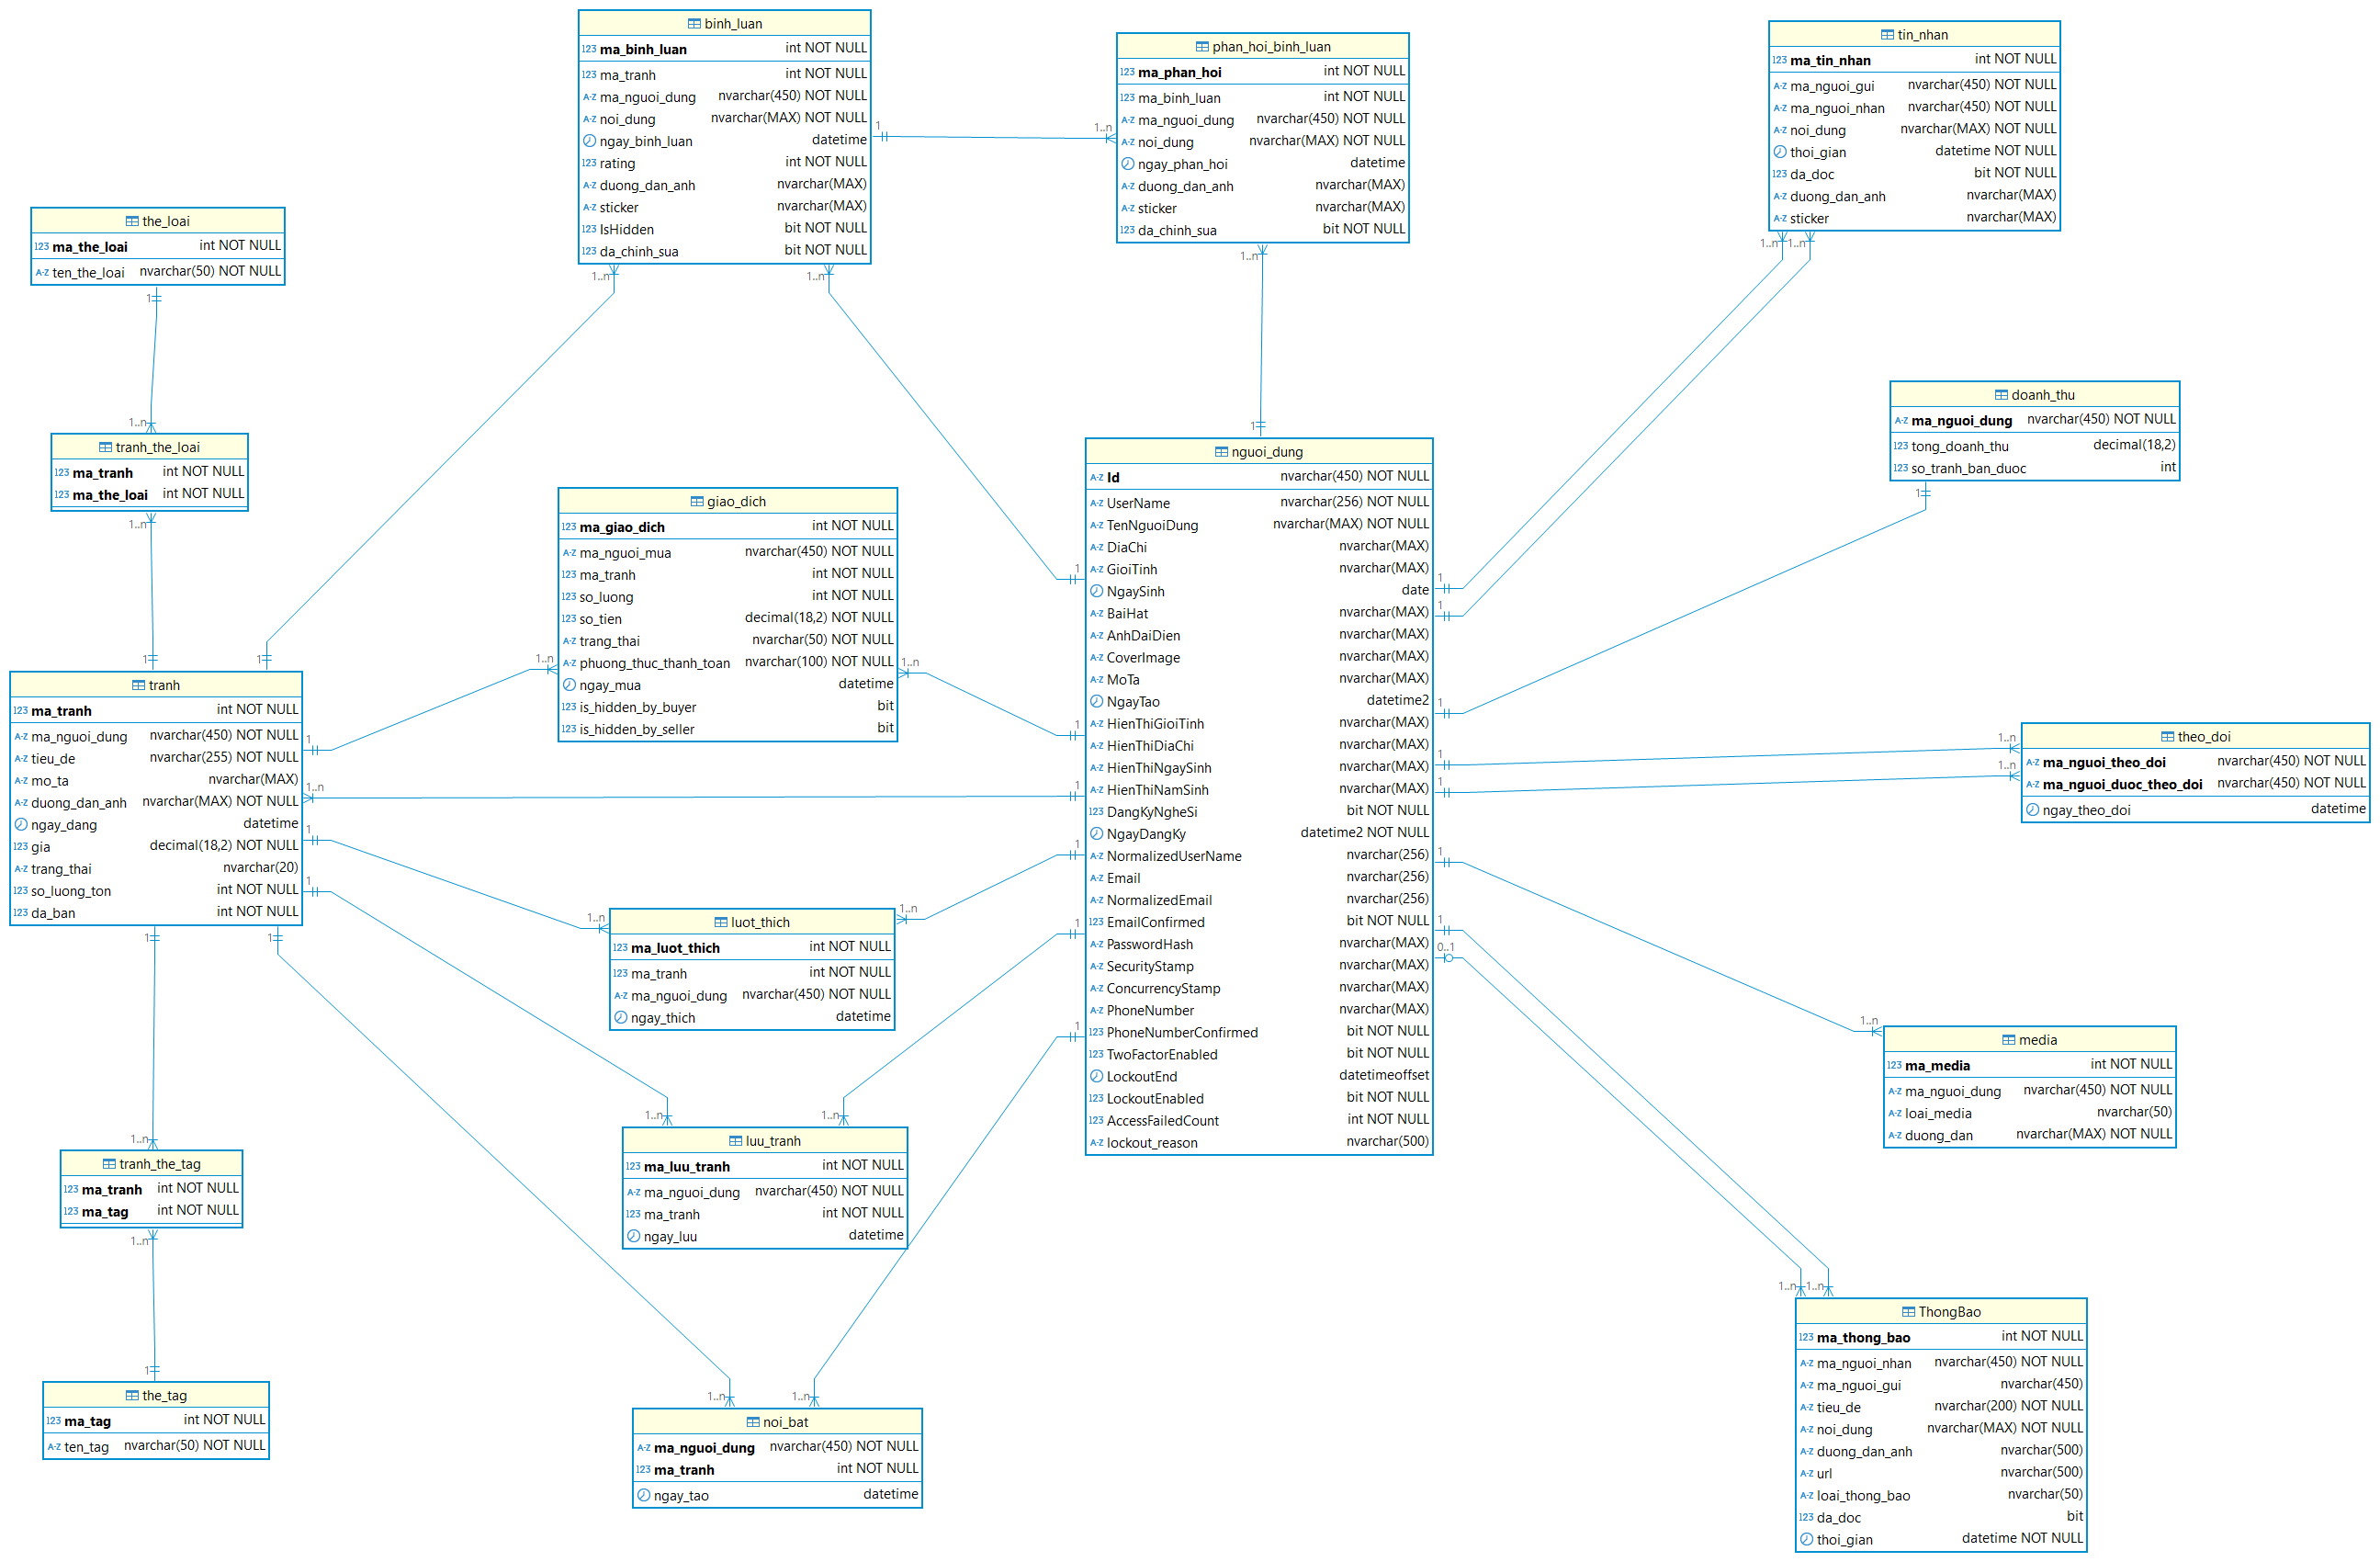 binh_luan
123 ma_binh_luan int NOT NULL
123 ma_tranh int NOT NULL
A-Z ma_nguoi_dung nvarchar(450) NOT NULL
A-Z noi_dung nvarchar(MAX) NOT NULL
ngay_binh_luan datetime
123 rating int NOT NULL
A-Z duong_dan_anh nvarchar(MAX)
A-Z sticker nvarchar(MAX)
123 IsHidden bit NOT NULL
123 da_chinh_sua bit NOT NULL
1
1..n
1..n
1..n
phan_hoi_binh_luan
123 ma_phan_hoi int NOT NULL
123 ma_binh_luan int NOT NULL
A-Z ma_nguoi_dung nvarchar(450) NOT NULL
A-Z noi_dung nvarchar(MAX) NOT NULL
ngay_phan_hoi datetime
A-Z duong_dan_anh nvarchar(MAX)
A-Z sticker nvarchar(MAX)
123 da_chinh_sua bit NOT NULL
1..n
1
tin_nhan
123 ma_tin_nhan int NOT NULL
A-Z ma_nguoi_gui nvarchar(450) NOT NULL
A-Z ma_nguoi_nhan nvarchar(450) NOT NULL
A-Z noi_dung nvarchar(MAX) NOT NULL
thoi_gian datetime NOT NULL
123 da_doc bit NOT NULL
A-Z duong_dan_anh nvarchar(MAX)
A-Z sticker nvarchar(MAX)
1..n 1..n
the_loai
123 ma_the_loai int NOT NULL
A-Z ten_the_loai nvarchar(50) NOT NULL
1
1..n
tranh_the_loai
123 ma_tranh int NOT NULL
123 ma_the_loai int NOT NULL
1..n
1 1
doanh_thu
A-Z ma_nguoi_dung nvarchar(450) NOT NULL
123 tong_doanh_thu decimal(18,2)
123 so_tranh_ban_duoc int
1
giao_dich
123 ma_giao_dich int NOT NULL
A-Z ma_nguoi_mua nvarchar(450) NOT NULL
123 ma_tranh int NOT NULL
123 so_luong int NOT NULL
123 so_tien decimal(18,2) NOT NULL
A-Z trang_thai nvarchar(50) NOT NULL
A-Z phuong_thuc_thanh_toan nvarchar(100) NOT NULL
ngay_mua datetime
123 is_hidden_by_buyer bit
123 is_hidden_by_seller bit
1..n 1..n
nguoi_dung
A-Z Id nvarchar(450) NOT NULL
A-Z UserName nvarchar(256) NOT NULL
A-Z TenNguoiDung nvarchar(MAX) NOT NULL
A-Z DiaChi nvarchar(MAX)
A-Z GioiTinh nvarchar(MAX)
NgaySinh date
A-Z BaiHat nvarchar(MAX)
A-Z AnhDaiDien nvarchar(MAX)
A-Z CoverImage nvarchar(MAX)
A-Z MoTa nvarchar(MAX)
NgayTao datetime2
A-Z HienThiGioiTinh nvarchar(MAX)
A-Z HienThiDiaChi nvarchar(MAX)
A-Z HienThiNgaySinh nvarchar(MAX)
A-Z HienThiNamSinh nvarchar(MAX)
123 DangKyNgheSi bit NOT NULL
NgayDangKy datetime2 NOT NULL
A-Z NormalizedUserName nvarchar(256)
A-Z Email nvarchar(256)
A-Z NormalizedEmail nvarchar(256)
123 EmailConfirmed bit NOT NULL
A-Z PasswordHash nvarchar(MAX)
A-Z SecurityStamp nvarchar(MAX)
A-Z ConcurrencyStamp nvarchar(MAX)
A-Z PhoneNumber nvarchar(MAX)
123 PhoneNumberConfirmed bit NOT NULL
123 TwoFactorEnabled bit NOT NULL
LockoutEnd datetimeoffset
123 LockoutEnabled bit NOT NULL
123 AccessFailedCount int NOT NULL
A-Z lockout_reason nvarchar(500)
1
1
1
1
1
1
1
1
1
1
1
1
1
1
0..1
tranh
123 ma_tranh int NOT NULL
A-Z ma_nguoi_dung nvarchar(450) NOT NULL
A-Z tieu_de nvarchar(255) NOT NULL
A-Z mo_ta nvarchar(MAX)
A-Z duong_dan_anh nvarchar(MAX) NOT NULL
ngay_dang datetime
123 gia decimal(18,2) NOT NULL
A-Z trang_thai nvarchar(20)
123 so_luong_ton int NOT NULL
123 da_ban int NOT NULL
1
1..n
1
1
1 1
theo_doi
A-Z ma_nguoi_theo_doi nvarchar(450) NOT NULL
A-Z ma_nguoi_duoc_theo_doi nvarchar(450) NOT NULL
ngay_theo_doi datetime
1..n
1..n
luot_thich
123 ma_luot_thich int NOT NULL
123 ma_tranh int NOT NULL
A-Z ma_nguoi_dung nvarchar(450) NOT NULL
ngay_thich datetime
1..n 1..n
media
123 ma_media int NOT NULL
A-Z ma_nguoi_dung nvarchar(450) NOT NULL
A-Z loai_media nvarchar(50)
A-Z duong_dan nvarchar(MAX) NOT NULL
1..n
luu_tranh
123 ma_luu_tranh int NOT NULL
A-Z ma_nguoi_dung nvarchar(450) NOT NULL
123 ma_tranh int NOT NULL
ngay_luu datetime
1..n 1..n
tranh_the_tag
123 ma_tranh int NOT NULL
123 ma_tag int NOT NULL
1..n
1..n
1
the_tag
123 ma_tag int NOT NULL
A-Z ten_tag nvarchar(50) NOT NULL
1..n 1..n
noi_bat
A-Z ma_nguoi_dung nvarchar(450) NOT NULL
123 ma_tranh int NOT NULL
ngay_tao datetime
1..n 1..n
ThongBao
123 ma_thong_bao int NOT NULL
A-Z ma_nguoi_nhan nvarchar(450) NOT NULL
A-Z ma_nguoi_gui nvarchar(450)
A-Z tieu_de nvarchar(200) NOT NULL
A-Z noi_dung nvarchar(MAX) NOT NULL
A-Z duong_dan_anh nvarchar(500)
A-Z url nvarchar(500)
A-Z loai_thong_bao nvarchar(50)
123 da_doc bit
thoi_gian datetime NOT NULL